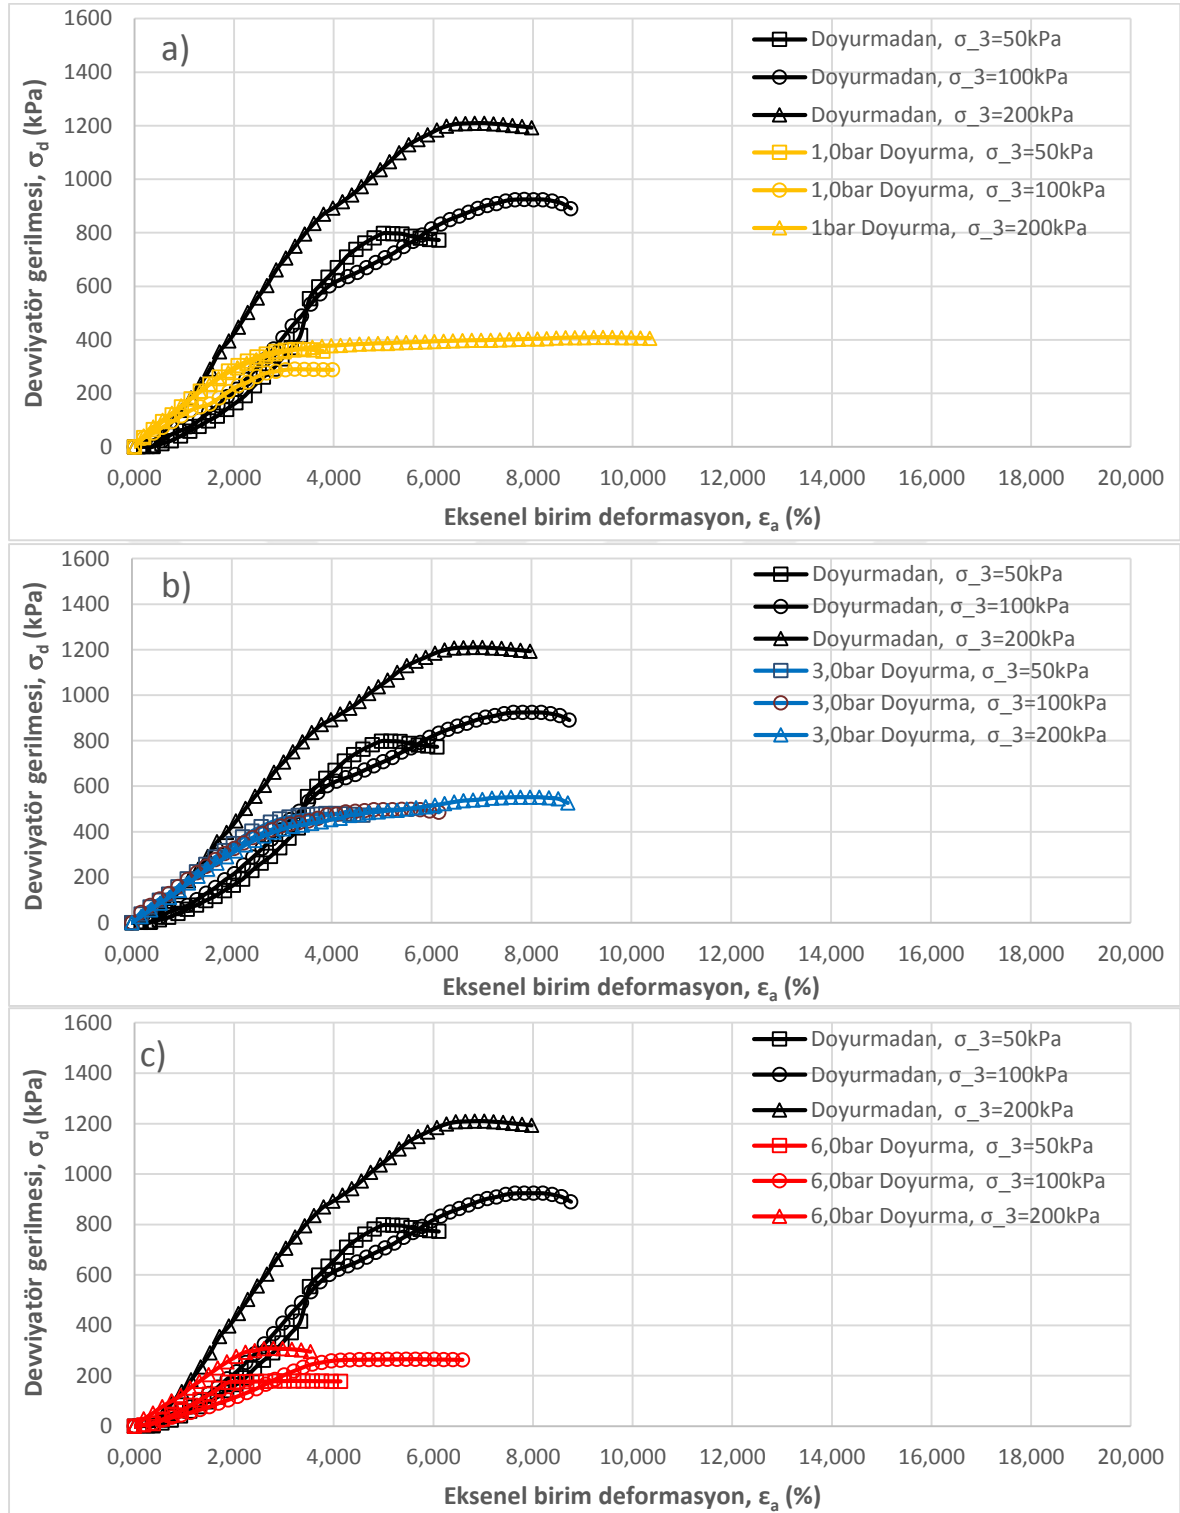 a)
Devviyatör gerilmesi, σd (kPa)
1600
1400
1200
1000
800
600
400
200
0
Doyurmadan, σ_3=50kPa
Doyurmadan, σ_3=100kPa
Doyurmadan, σ_3=200kPa
1,0bar Doyurma, σ_3=50kPa
1,0bar Doyurma, σ_3=100kPa
1bar Doyurma, σ_3=200kPa
0,000 2,000 4,000 6,000 8,000 10,000 12,000 14,000 16,000 18,000 20,000
Eksenel birim deformasyon, εa (%)
b)
Devviyatör gerilmesi, σd (kPa)
1600
1400
1200
1000
800
600
400
200
0
Doyurmadan, σ_3=50kPa
Doyurmadan, σ_3=100kPa
Doyurmadan, σ_3=200kPa
3,0bar Doyurma, σ_3=50kPa
3,0bar Doyurma, σ_3=100kPa
3,0bar Doyurma, σ_3=200kPa
0,000 2,000 4,000 6,000 8,000 10,000 12,000 14,000 16,000 18,000 20,000
Eksenel birim deformasyon, εa (%)
c)
Devviyatör gerilmesi, σd (kPa)
1600
1400
1200
1000
800
600
400
200
0
Doyurmadan, σ_3=50kPa
Doyurmadan, σ_3=100kPa
Doyurmadan, σ_3=200kPa
6,0bar Doyurma, σ_3=50kPa
6,0bar Doyurma, σ_3=100kPa
6,0bar Doyurma, σ_3=200kPa
0,000 2,000 4,000 6,000 8,000 10,000 12,000 14,000 16,000 18,000 20,000
Eksenel birim deformasyon, εa (%)